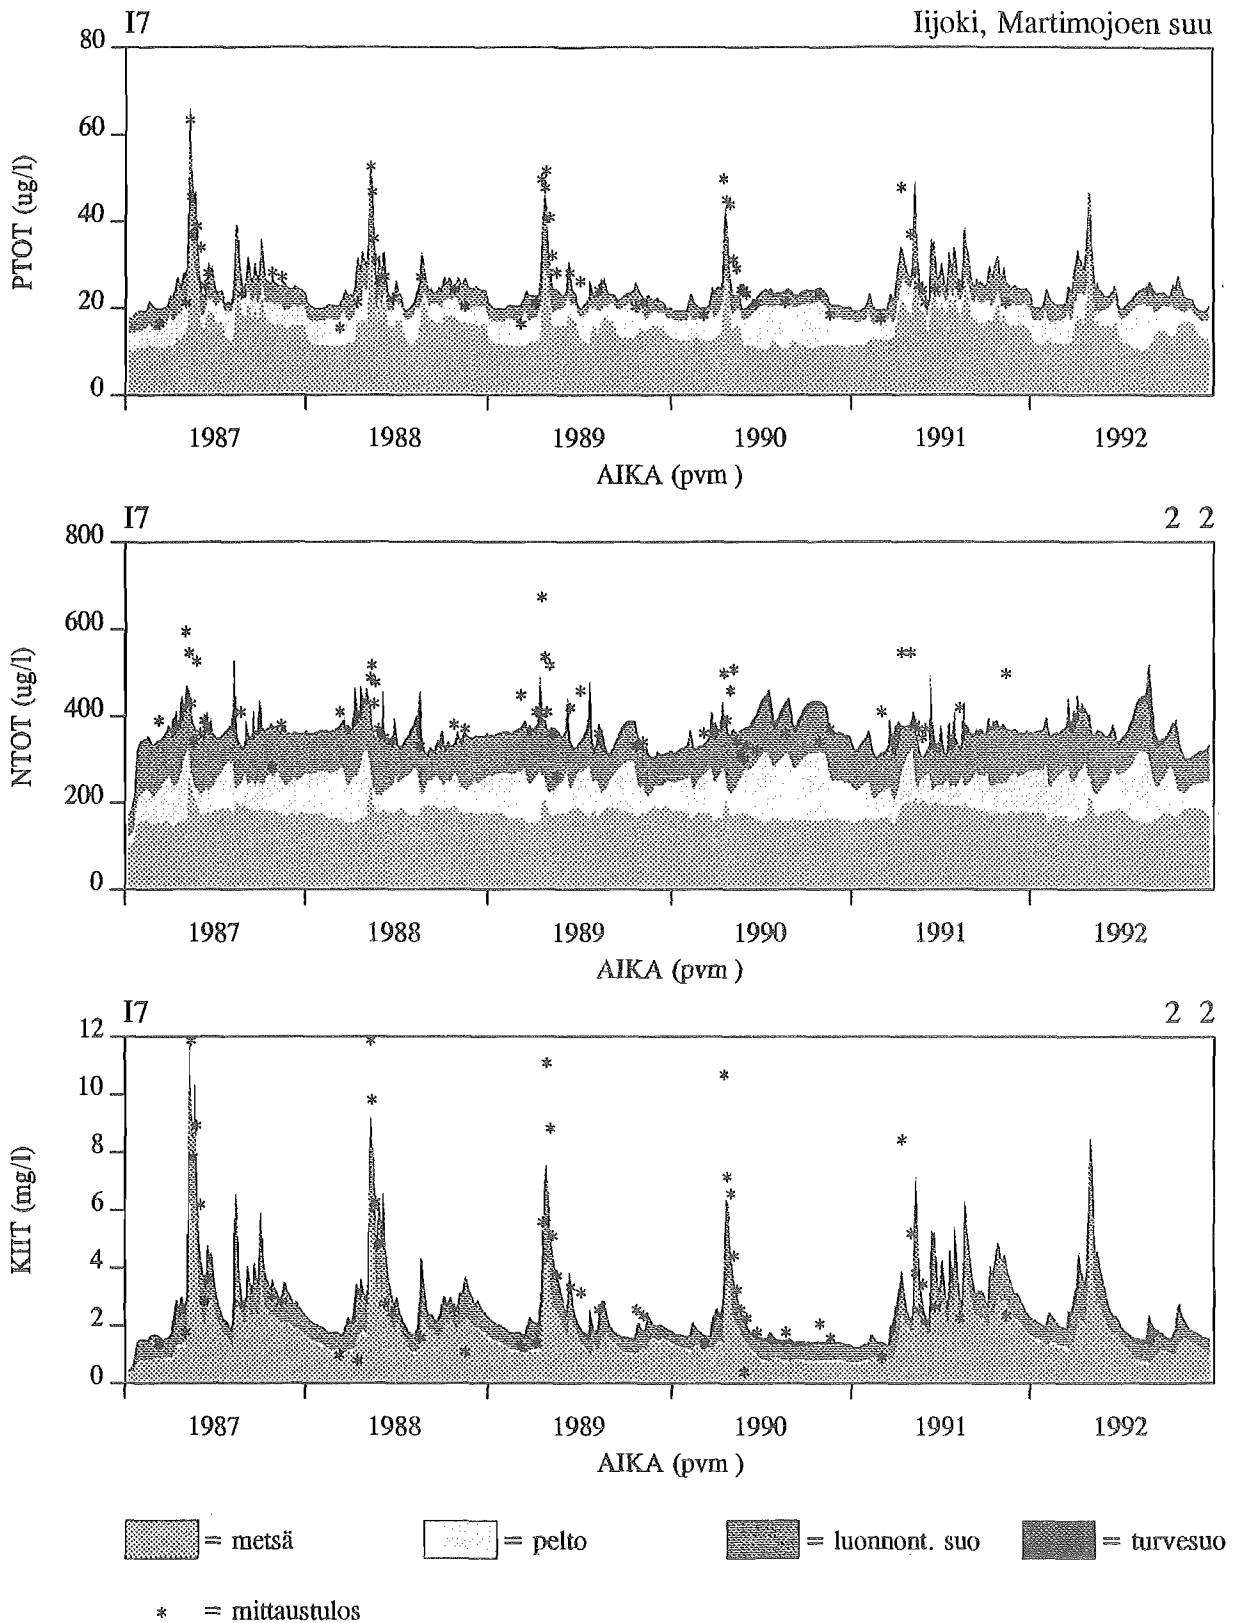 I7 Iijoki, Martimojoen suu
80
60
40
20
0
PTOT (ug/l)
1987 1988 1989 1990 1991 1992
AIKA (pvm )
I7 2 2
800
600
400
200
0
NTOT (ug/l)
1987 1988 1989 1990 1991 1992
AIKA (pvm )
I7 2 2
12
10
8
6
4
2
0
KIIT (mg/l)
1987 1988 1989 1990 1991 1992
AIKA (pvm )
= metsä = pelto = luonnont. suo = turvesuo
* = mittaustulos